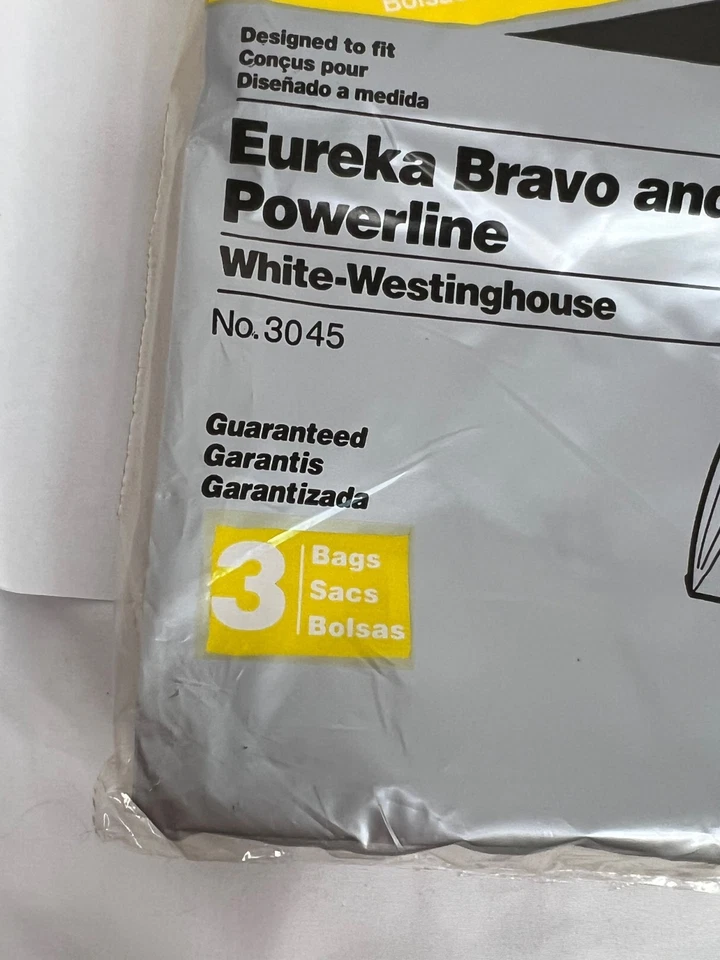 Designed to fit
Conçus pour
Diseñado a medida
Eureka Bravo and
Powerline
White-Westinghouse
No. 3045
Guaranteed
Garantis
Garantizada
3
Bags
Sacs
Bolsas